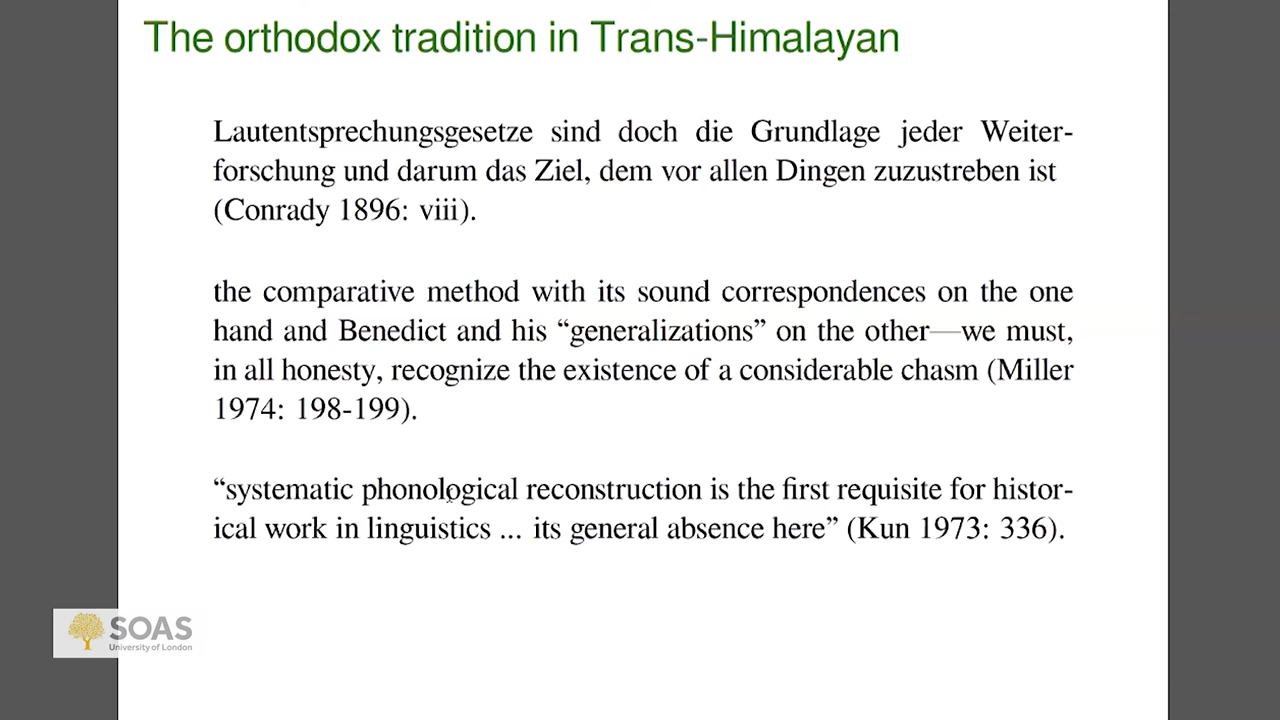 The orthodox tradition in Trans-Himalayan
Lautentsprechungsgesetze sind doch die Grundlage jeder Weiter-
forschung und darum das Ziel, dem vor allen Dingen zuzustreben ist
(Conrady 1896: viii).
the comparative method with its sound correspondences on the one
hand and Benedict and his “generalizations” on the other—we must,
in all honesty, recognize the existence of a considerable chasm (Miller
1974: 198-199).
“systematic phonological reconstruction is the first requisite for histor-
ical work in linguistics ... its general absence here” (Kun 1973: 336).
SOAS
University of London